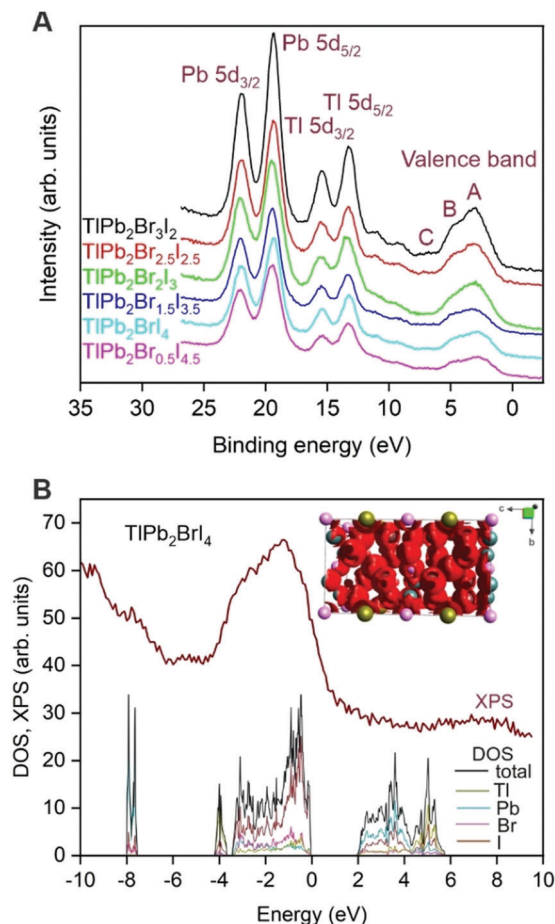 A
Pb 5d₅/₂
Pb 5d₃/₂
Tl 5d₅/₂
Tl 5d₃/₂
Valence band
A
B
C
TlPb₂Br₃I₂
TlPb₂Br₂.₅I₂.₅
TlPb₂Br₂I₃
TlPb₂Br₁.₅I₃.₅
TlPb₂BrI₄
TlPb₂Br₀.₅I₄.₅
Intensity (arb. units)
35 30 25 20 15 10 5 0
Binding energy (eV)
B
70
60
50
40
30
20
10
0
TlPb₂BrI₄
c
b
DOS, XPS (arb. units)
XPS
DOS
total
Tl
Pb
Br
I
-10 -8 -6 -4 -2 0 2 4 6 8 10
Energy (eV)